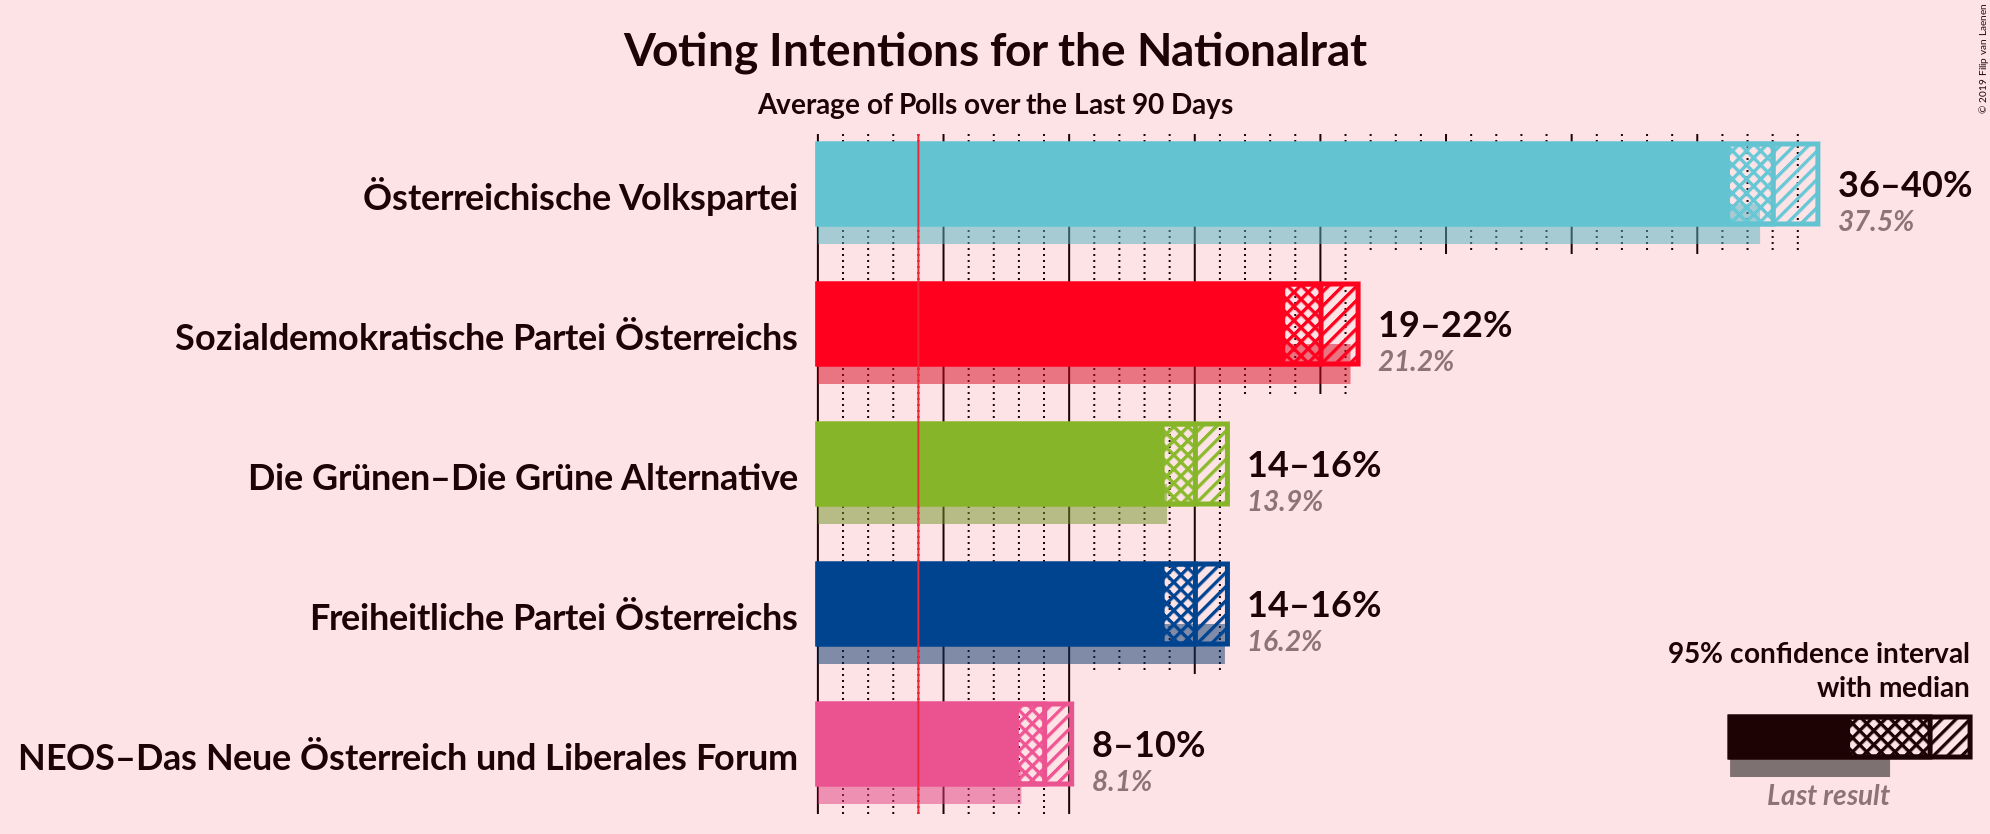 Voting Intentions for the Nationalrat
Average of Polls over the Last 90 Days
© 2019 Filip van Laenen
Österreichische Volkspartei
36–40%
37.5%
Sozialdemokratische Partei Österreichs
19–22%
21.2%
Die Grünen–Die Grüne Alternative
14–16%
13.9%
Freiheitliche Partei Österreichs
14–16%
16.2%
NEOS–Das Neue Österreich und Liberales Forum
8–10%
8.1%
95% confidence interval
with median
Last result